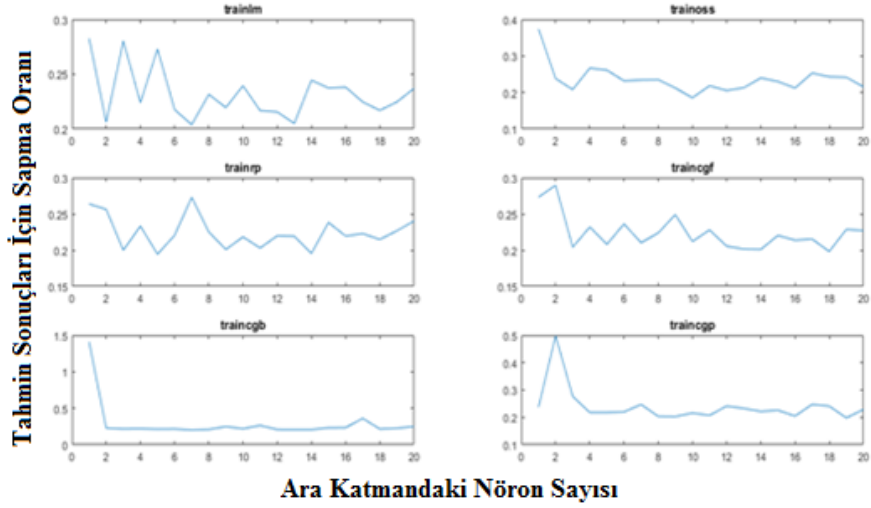 Tahmin Sonuçları İçin Sapma Oranı
trainlm
0.3
0.25
0.2
0 2 4 6 8 10 12 14 16 18 20
trainoss
0.4
0.3
0.2
0.1
0 2 4 6 8 10 12 14 16 18 20
trainrp
0.3
0.25
0.2
0.15
0 2 4 6 8 10 12 14 16 18 20
traincgf
0.3
0.25
0.2
0.15
0 2 4 6 8 10 12 14 16 18 20
traincgb
1.5
1
0.5
0
0 2 4 6 8 10 12 14 16 18 20
traincgp
0.5
0.4
0.3
0.2
0.1
0 2 4 6 8 10 12 14 16 18 20
Ara Katmandaki Nöron Sayısı